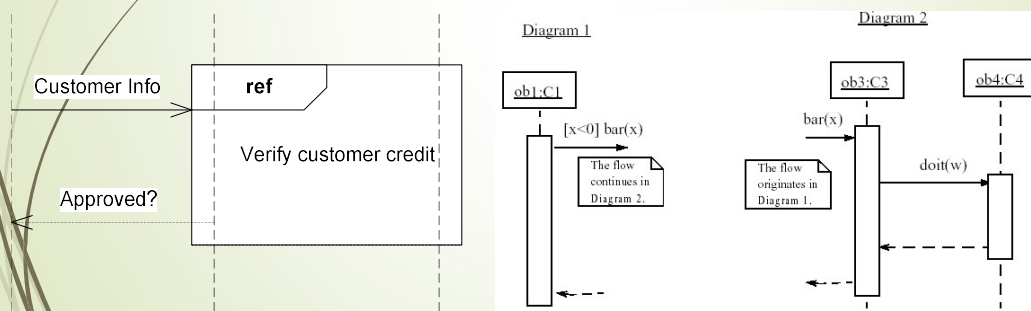 Customer Info
ref
Verify customer credit
Approved?
Diagram 1
ob1:C1
[x<0] bar(x)
The flow
continues in
Diagram 2.
Diagram 2
ob3:C3
ob4:C4
bar(x)
The flow
originates in
Diagram 1.
doit(w)